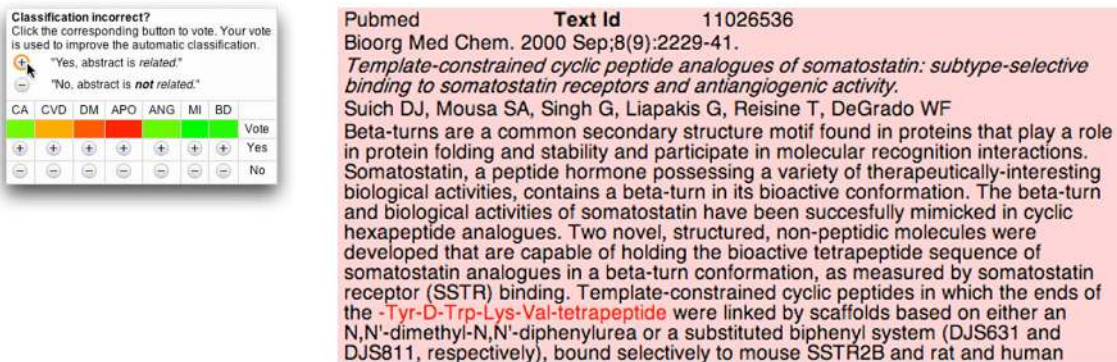 Classification incorrect?
Click the corresponding button to vote. Your vote
is used to improve the automatic classification.
"Yes, abstract is related."
"No, abstract is not related."
CA CVD DM APO ANG MI BD
Vote
Yes
No
Pubmed Text Id 11026536
Bioorg Med Chem. 2000 Sep;8(9):2229-41.
Template-constrained cyclic peptide analogues of somatostatin: subtype-selective
binding to somatostatin receptors and antiangiogenic activity.
Suich DJ, Mousa SA, Singh G, Liapakis G, Reisine T, DeGrado WF
Beta-turns are a common secondary structure motif found in proteins that play a role
in protein folding and stability and participate in molecular recognition interactions.
Somatostatin, a peptide hormone possessing a variety of therapeutically-interesting
biological activities, contains a beta-turn in its bioactive conformation. The beta-turn
and biological activities of somatostatin have been succesfully mimicked in cyclic
hexapeptide analogues. Two novel, structured, non-peptidic molecules were
developed that are capable of holding the bioactive tetrapeptide sequence of
somatostatin analogues in a beta-turn conformation, as measured by somatostatin
receptor (SSTR) binding. Template-constrained cyclic peptides in which the ends of
the -Tyr-D-Trp-Lys-Val-tetrapeptide were linked by scaffolds based on either an
N,N'-dimethyl-N,N'-diphenylurea or a substituted biphenyl system (DJS631 and
DJS811, respectively), bound selectively to mouse SSTR2B and rat and human